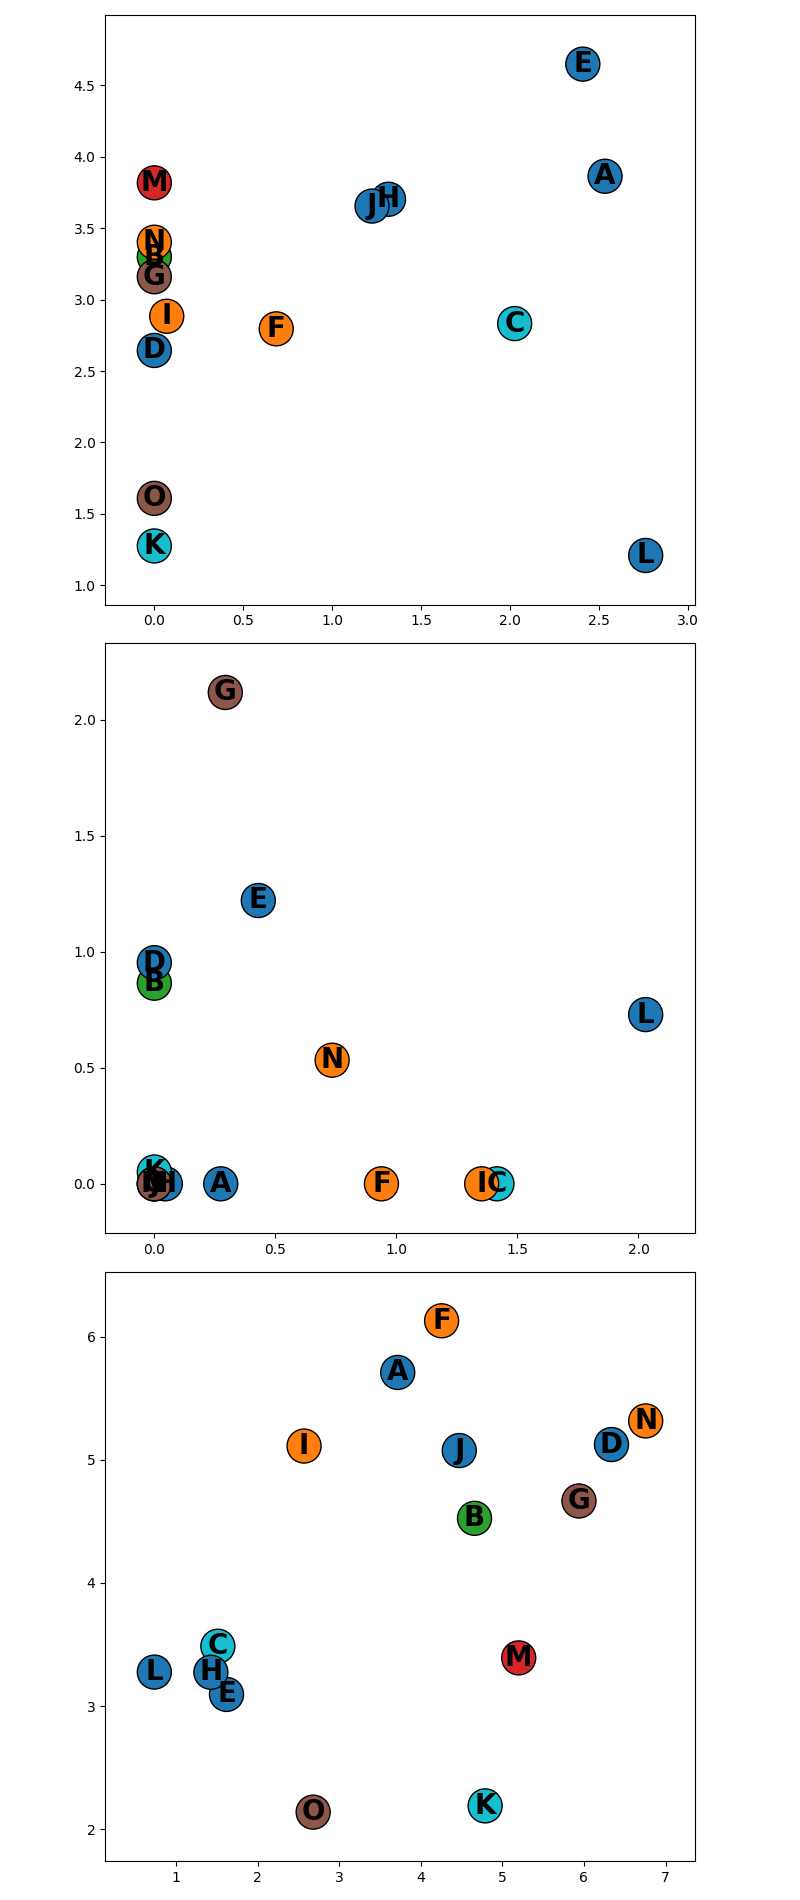 E
4.5
A
4.0
M
H
J
3.5
N
B
G
3.0
I
F
C
D
2.5
2.0
O
1.5
K
L
1.0
0.0 0.5 1.0 1.5 2.0 2.5 3.0
G
2.0
1.5
E
1.0
D
B
L
N
0.5
K
0.0
J H A F I C
0.0 0.5 1.0 1.5 2.0
F
6
A
N
I J D
5
G
B
4
C
M
L H
E
3
K
O
2
1 2 3 4 5 6 7